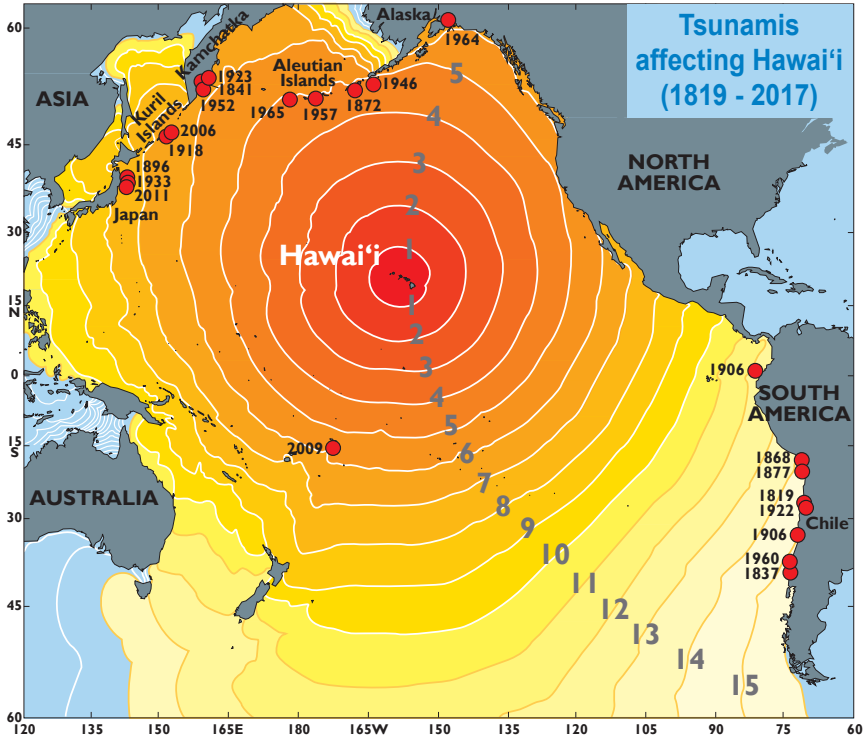 Tsunamis
affecting Hawai‘i
(1819 - 2017)
60
Alaska
1964
Kamchatka
1923
1841
1952
Aleutian
Islands
1946
1872
1957
1965
5
ASIA
Kuril
Islands
2006
1918
4
45
NORTH
AMERICA
3
1896
1933
2011
Japan
2
30
Hawai‘i
1
1
15
N
2
3
0
1906
SOUTH
AMERICA
4
5
15
S
2009
6
1868
1877
7
AUSTRALIA
8
1819
1922
Chile
30
9
1906
10
1960
1837
11
45
12
13
14
15
60
120
135
150
165E
180
165W
150
135
120
105
90
75
60